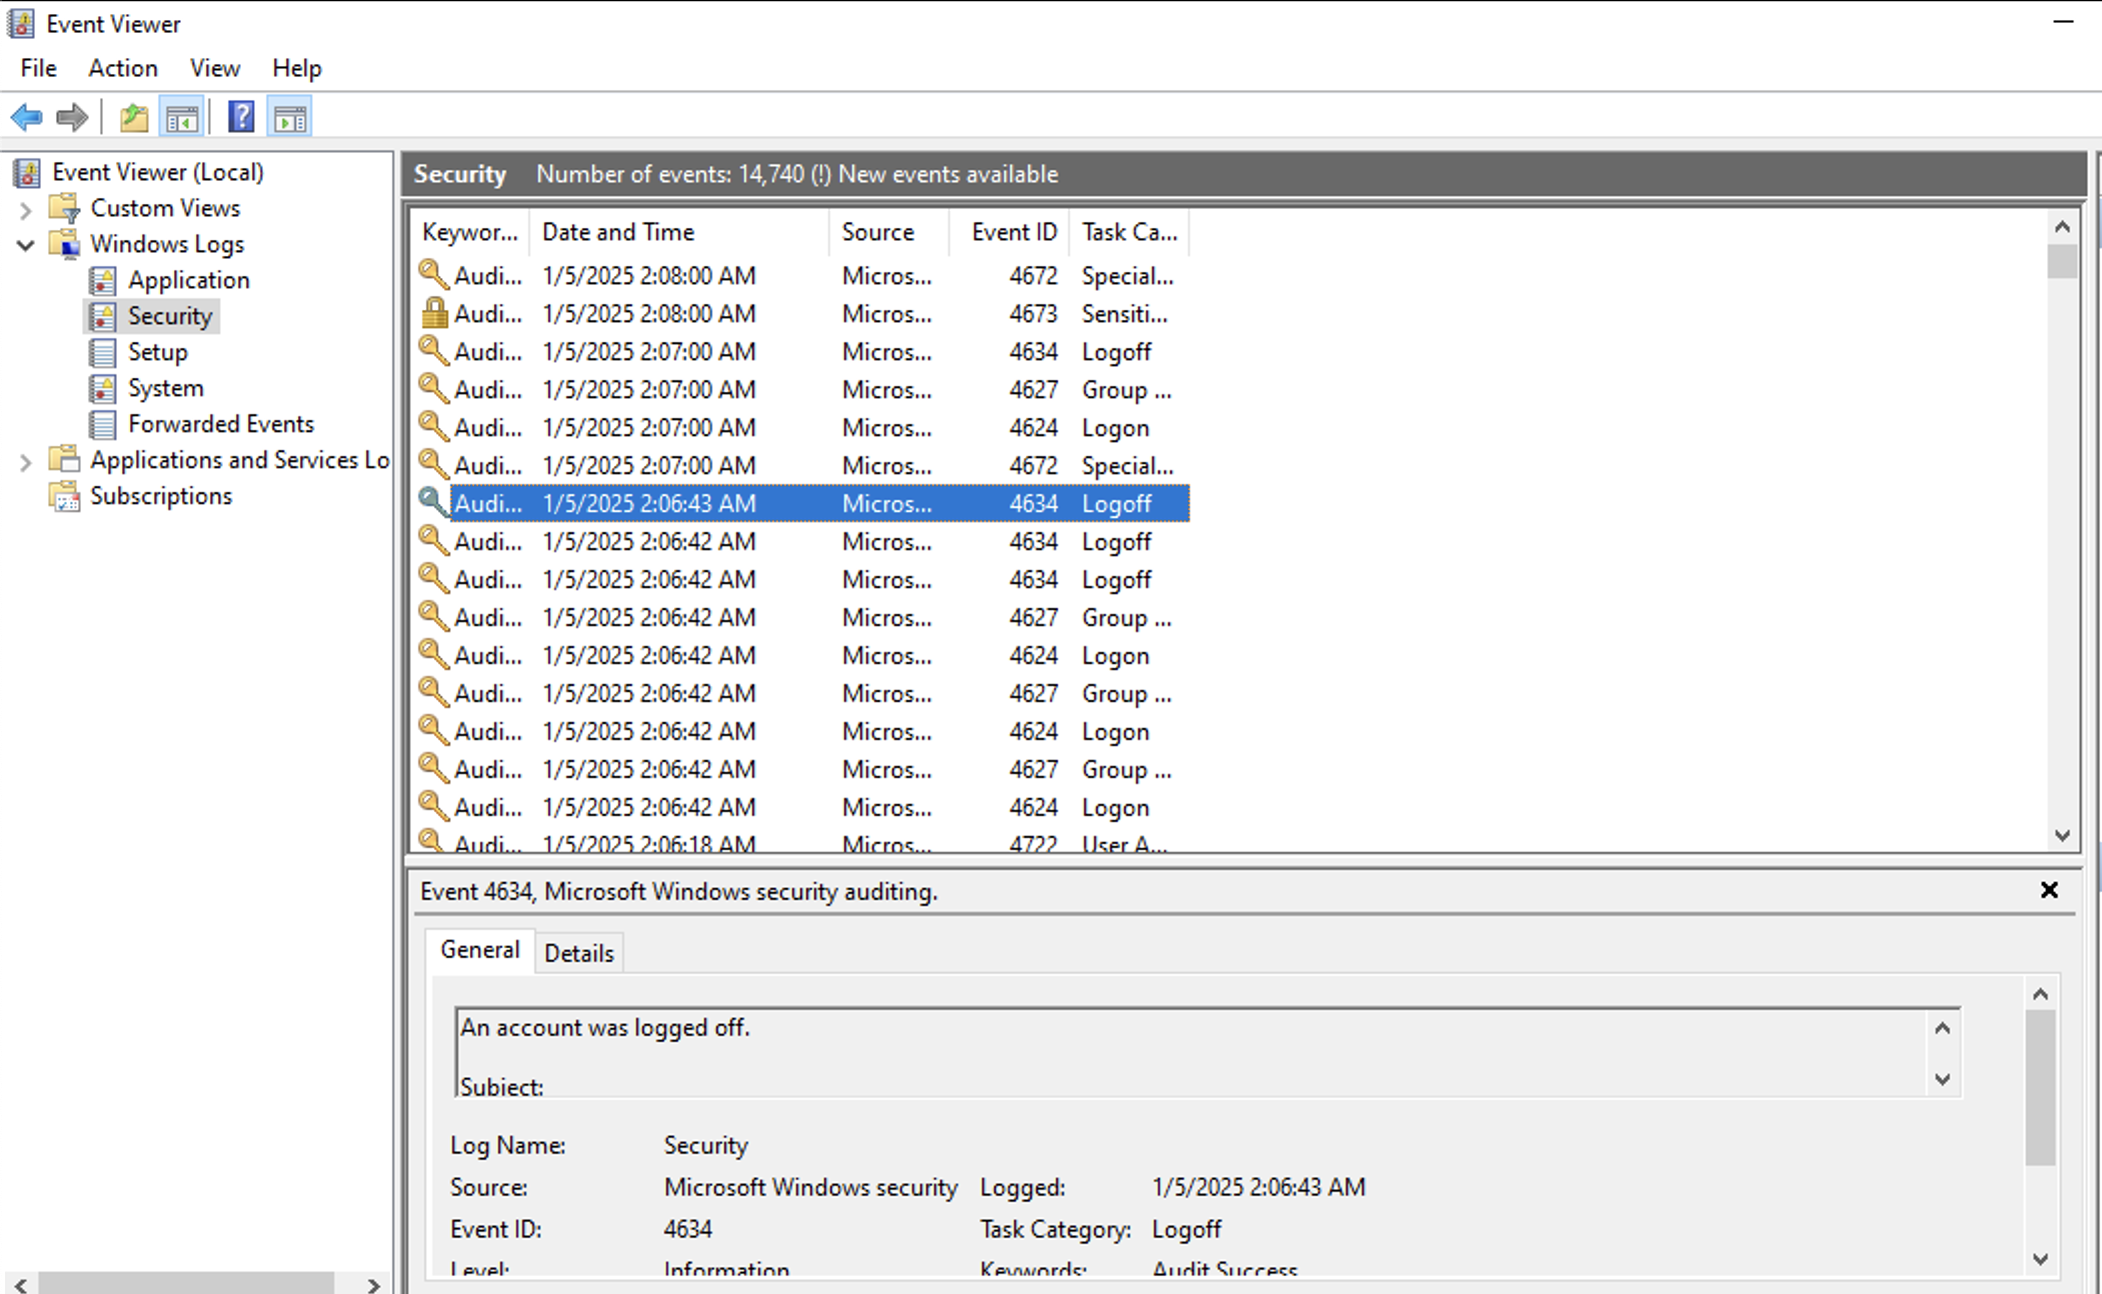 Event Viewer
File Action View Help
Event Viewer (Local)
Custom Views
Windows Logs
Application
Security
Setup
System
Forwarded Events
Applications and Services Lo
Subscriptions
Security Number of events: 14,740 (!) New events available
Keywor... Date and Time Source Event ID Task Ca...
Audi... 1/5/2025 2:08:00 AM Micros... 4672 Special...
Audi... 1/5/2025 2:08:00 AM Micros... 4673 Sensiti...
Audi... 1/5/2025 2:07:00 AM Micros... 4634 Logoff
Audi... 1/5/2025 2:07:00 AM Micros... 4627 Group ...
Audi... 1/5/2025 2:07:00 AM Micros... 4624 Logon
Audi... 1/5/2025 2:07:00 AM Micros... 4672 Special...
Audi... 1/5/2025 2:06:43 AM Micros... 4634 Logoff
Audi... 1/5/2025 2:06:42 AM Micros... 4634 Logoff
Audi... 1/5/2025 2:06:42 AM Micros... 4634 Logoff
Audi... 1/5/2025 2:06:42 AM Micros... 4627 Group ...
Audi... 1/5/2025 2:06:42 AM Micros... 4624 Logon
Audi... 1/5/2025 2:06:42 AM Micros... 4627 Group ...
Audi... 1/5/2025 2:06:42 AM Micros... 4624 Logon
Audi... 1/5/2025 2:06:42 AM Micros... 4627 Group ...
Audi... 1/5/2025 2:06:42 AM Micros... 4624 Logon
Audi... 1/5/2025 2:06:18 AM Micros... 4722 User A...
Event 4634, Microsoft Windows security auditing.
General Details
An account was logged off.
Subject:
Log Name: Security
Source: Microsoft Windows security Logged: 1/5/2025 2:06:43 AM
Event ID: 4634 Task Category: Logoff
Level: Information Keywords: Audit Success